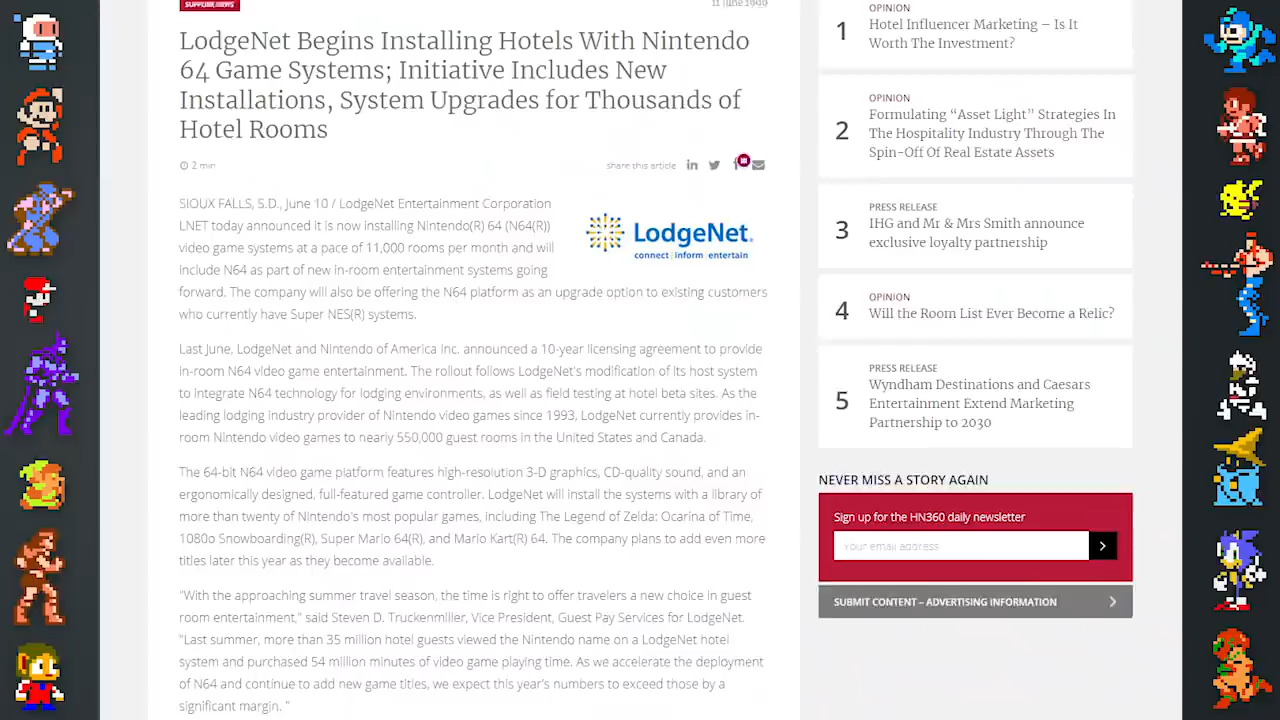 SUPPLIER NEWS
11 June 1999
LodgeNet Begins Installing Hotels With Nintendo
64 Game Systems; Initiative Includes New
Installations, System Upgrades for Thousands of
Hotel Rooms
2 min
share this article
SIOUX FALLS, S.D., June 10 / LodgeNet Entertainment Corporation
LNET today announced it is now installing Nintendo(R) 64 (N64(R))
video game systems at a pare of 11,000 rooms per month and will
include N64 as part of new in-room entertainment systems going
forward. The company will also be offering the N64 platform as an upgrade option to existing customers
who currently have Super NES(R) systems.
LodgeNet.
connect | inform | entertain
Last June, LodgeNet and Nintendo of America Inc. announced a 10-year licensing agreement to provide
in-room N64 video game entertainment. The rollout follows LodgeNet's modification of its host system
to integrate N64 technology for lodging environments, as well as field testing at hotel beta sites. As the
leading lodging industry provider of Nintendo video games since 1993, LodgeNet currently provides in-
room Nintendo video games to nearly 550,000 guest rooms in the United States and Canada.
The 64-bit N64 video game platform features high-resolution 3-D graphics, CD-quality sound, and an
ergonomically designed, full-featured game controller. LodgeNet will install the systems with a library of
more than twenty of Nintendo's most popular games, including The Legend of Zelda: Ocarina of Time,
1080o Snowboarding(R), Super Mario 64(R), and Mario Kart(R) 64. The company plans to add even more
titles later this year as they become available.
"With the approaching summer travel season, the time is right to offer travelers a new choice in guest
room entertainment," said Steven D. Truckenmiller, Vice President, Guest Pay Services for LodgeNet.
"Last summer, more than 35 million hotel guests viewed the Nintendo name on a LodgeNet hotel
system and purchased 54 million minutes of video game playing time. As we accelerate the deployment
of N64 and continue to add new game titles, we expect this year's numbers to exceed those by a
significant margin. "
1
OPINION
Hotel Influencer Marketing – Is It
Worth The Investment?
2
OPINION
Formulating “Asset Light” Strategies In
The Hospitality Industry Through The
Spin-Off Of Real Estate Assets
3
PRESS RELEASE
IHG and Mr & Mrs Smith announce
exclusive loyalty partnership
4
OPINION
Will the Room List Ever Become a Relic?
5
PRESS RELEASE
Wyndham Destinations and Caesars
Entertainment Extend Marketing
Partnership to 2030
NEVER MISS A STORY AGAIN
Sign up for the HN360 daily newsletter
Your email address
SUBMIT CONTENT – ADVERTISING INFORMATION